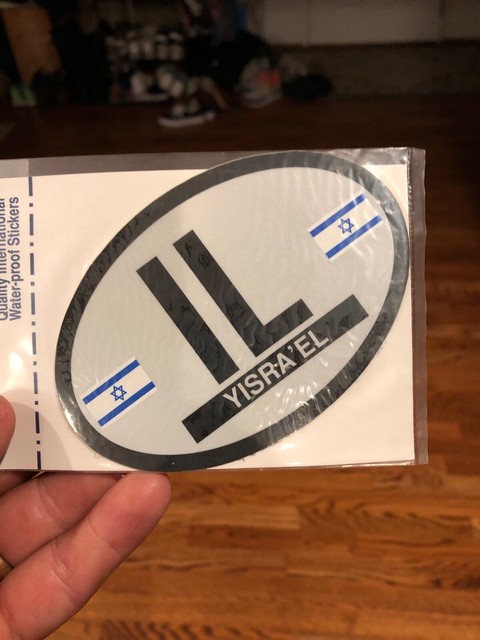 Quality International
Water-proof Stickers
IL
YISRA'EL